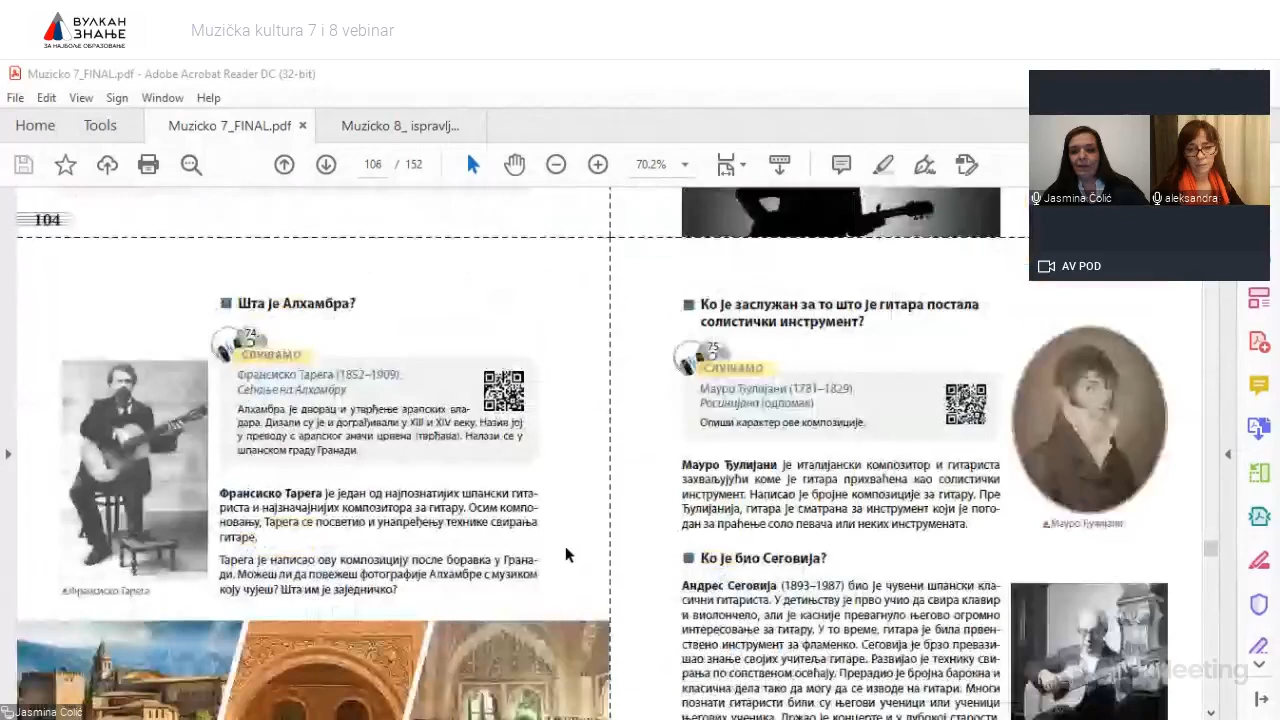 ВУЛКАН
ЗНАЊЕ
ЗА НАЈБОЉЕ ОБРАЗОВАЊЕ
Muzička kultura 7 i 8 vebinar
Muzicko 7_FINAL.pdf - Adobe Acrobat Reader DC (32-bit)
File Edit View Sign Window Help
Home Tools Muzicko 7_FINAL.pdf × Muzicko 8_ ispravlj...
106 / 152 70.2%
Jasmina Čolić aleksandra
AV POD
104
Шта је Алхамбра?
74
СЛУШАМО
Франсиско Тарега (1852–1909)
Сећање на Алхамбру
Алхамбра је дворац и утврђење арапских вла-
дара. Дизали су је и дограђивали у XIII и XIV веку. Назив јој
у преводу с арапског значи црвена (тврђава). Налази се у
шпанском граду Гранади.
Франсиско Тарега је један од најпознатијих шпански гита-
риста и најзначајнијих композитора за гитару. Осим компо-
новању, Тарега се посветио и унапређењу технике свирања
гитаре.
Тарега је написао ову композицију после боравка у Грана-
ди. Можеш ли да повежеш фотографије Алхамбре с музиком
коју чујеш? Шта им је заједничко?
Франсиско Тарега
Ко је заслужан за то што је гитара постала
солистички инструмент?
75
СЛУШАМО
Мауро Ђулијани (1781–1829)
Росинијана (одломак)
Опиши карактер ове композиције.
Мауро Ђулијани је италијански композитор и гитариста
захваљујући коме је гитара прихваћена као солистички
инструмент. Написао је бројне композиције за гитару. Пре
Ђулијанија, гитара је сматрана за инструмент који је пого-
дан за праћење соло певача или неких инструмената.
Мауро Ђулијани
Ко је био Сеговија?
Андрес Сеговија (1893–1987) био је чувени шпански кла-
сични гитариста. У детињству је прво учио да свира клавир
и виолончело, али је касније превагнуло његово огромно
интересовање за гитару. У то време, гитара је била првен-
ствено инструмент за фламенко. Сеговија је брзо превази-
шао знање својих учитеља гитаре. Развијао је технику сви-
рања по сопственом осећају. Прерадио је бројна барокна и
класична дела тако да могу да се изводе на гитари. Многи
познати гитаристи били су његови ученици или ученици
његових ученика. Држао је концерте и у дубокој старости,
Meeting
Jasmina Čolić